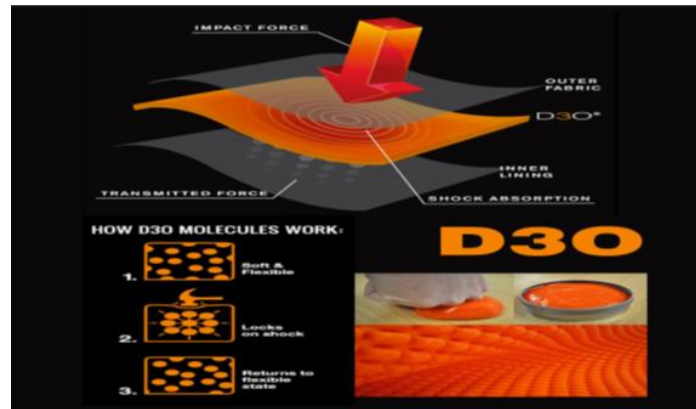 IMPACT FORCE
OUTER
FABRIC
D3O®
INNER
LINING
TRANSMITTED FORCE
SHOCK ABSORPTION
HOW D3O MOLECULES WORK:
D3O
1. Soft &
Flexible
2. Locks
on shock
3. Returns to
flexible
state